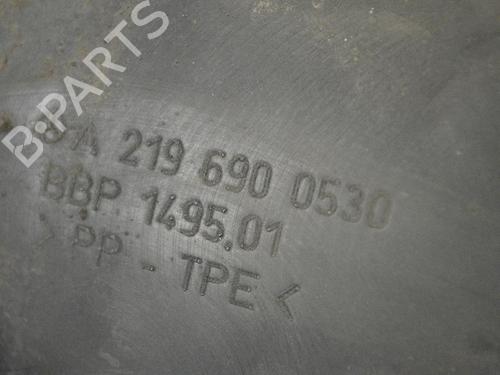 B-PARTS
A 219 690 0530
BBP 1495.01
>PP - TPE<